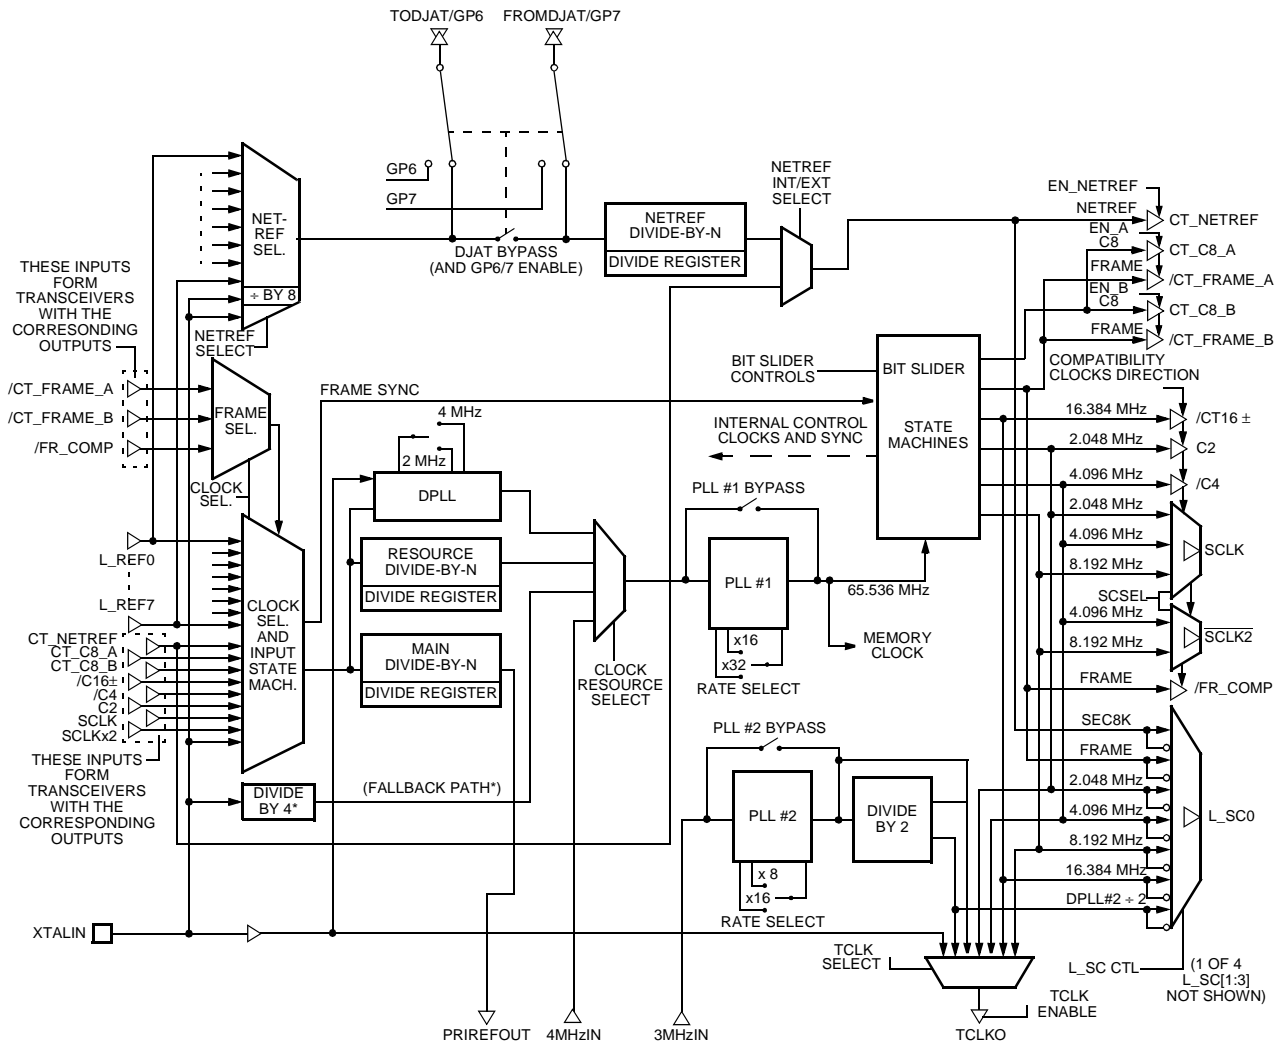 TODJAT/GP6
FROMDJAT/GP7
GP6
GP7
NETREF
INT/EXT
SELECT
DJAT BYPASS
(AND GP6/7 ENABLE)
NETREF
DIVIDE-BY-N
DIVIDE REGISTER
NET-
REF
SEL.
÷ BY 8
NETREF
SELECT
THESE INPUTS
FORM
TRANSCEIVERS
WITH THE
CORRESONDING
OUTPUTS
/CT_FRAME_A
/CT_FRAME_B
/FR_COMP
FRAME
SEL.
CLOCK
SEL.
FRAME SYNC
4 MHz
2 MHz
DPLL
RESOURCE
DIVIDE-BY-N
DIVIDE REGISTER
MAIN
DIVIDE-BY-N
DIVIDE REGISTER
L_REF0
L_REF7
CT_NETREF
CT_C8_A
CT_C8_B
/C16±
/C4
C2
SCLK
SCLKx2
CLOCK
SEL.
AND
INPUT
STATE
MACH.
THESE INPUTS
FORM
TRANSCEIVERS
WITH THE
CORRESPONDING
OUTPUTS
DIVIDE
BY 4*
(FALLBACK PATH*)
XTALIN
CLOCK
RESOURCE
SELECT
PLL #1 BYPASS
PLL #1
x16
x32
RATE SELECT
65.536 MHz
MEMORY
CLOCK
BIT SLIDER
CONTROLS
INTERNAL CONTROL
CLOCKS AND SYNC
BIT SLIDER
STATE
MACHINES
PLL #2 BYPASS
PLL #2
x 8
x16
RATE SELECT
DIVIDE
BY 2
PRIREFOUT
4MHzIN
3MHzIN
TCLK
SELECT
TCLKO
TCLK
ENABLE
EN_NETREF
NETREF
CT_NETREF
EN_A
C8
CT_C8_A
FRAME
/CT_FRAME_A
EN_B
C8
CT_C8_B
FRAME
/CT_FRAME_B
COMPATIBILITY
CLOCKS DIRECTION
16.384 MHz
/CT16 ±
2.048 MHz
C2
4.096 MHz
/C4
2.048 MHz
4.096 MHz
SCLK
8.192 MHz
SCSEL
4.096 MHz
SCLK2
8.192 MHz
FRAME
/FR_COMP
SEC8K
FRAME
2.048 MHz
4.096 MHz
L_SC0
8.192 MHz
16.384 MHz
DPLL#2 ÷ 2
L_SC CTL
(1 OF 4
L_SC[1:3]
NOT SHOWN)